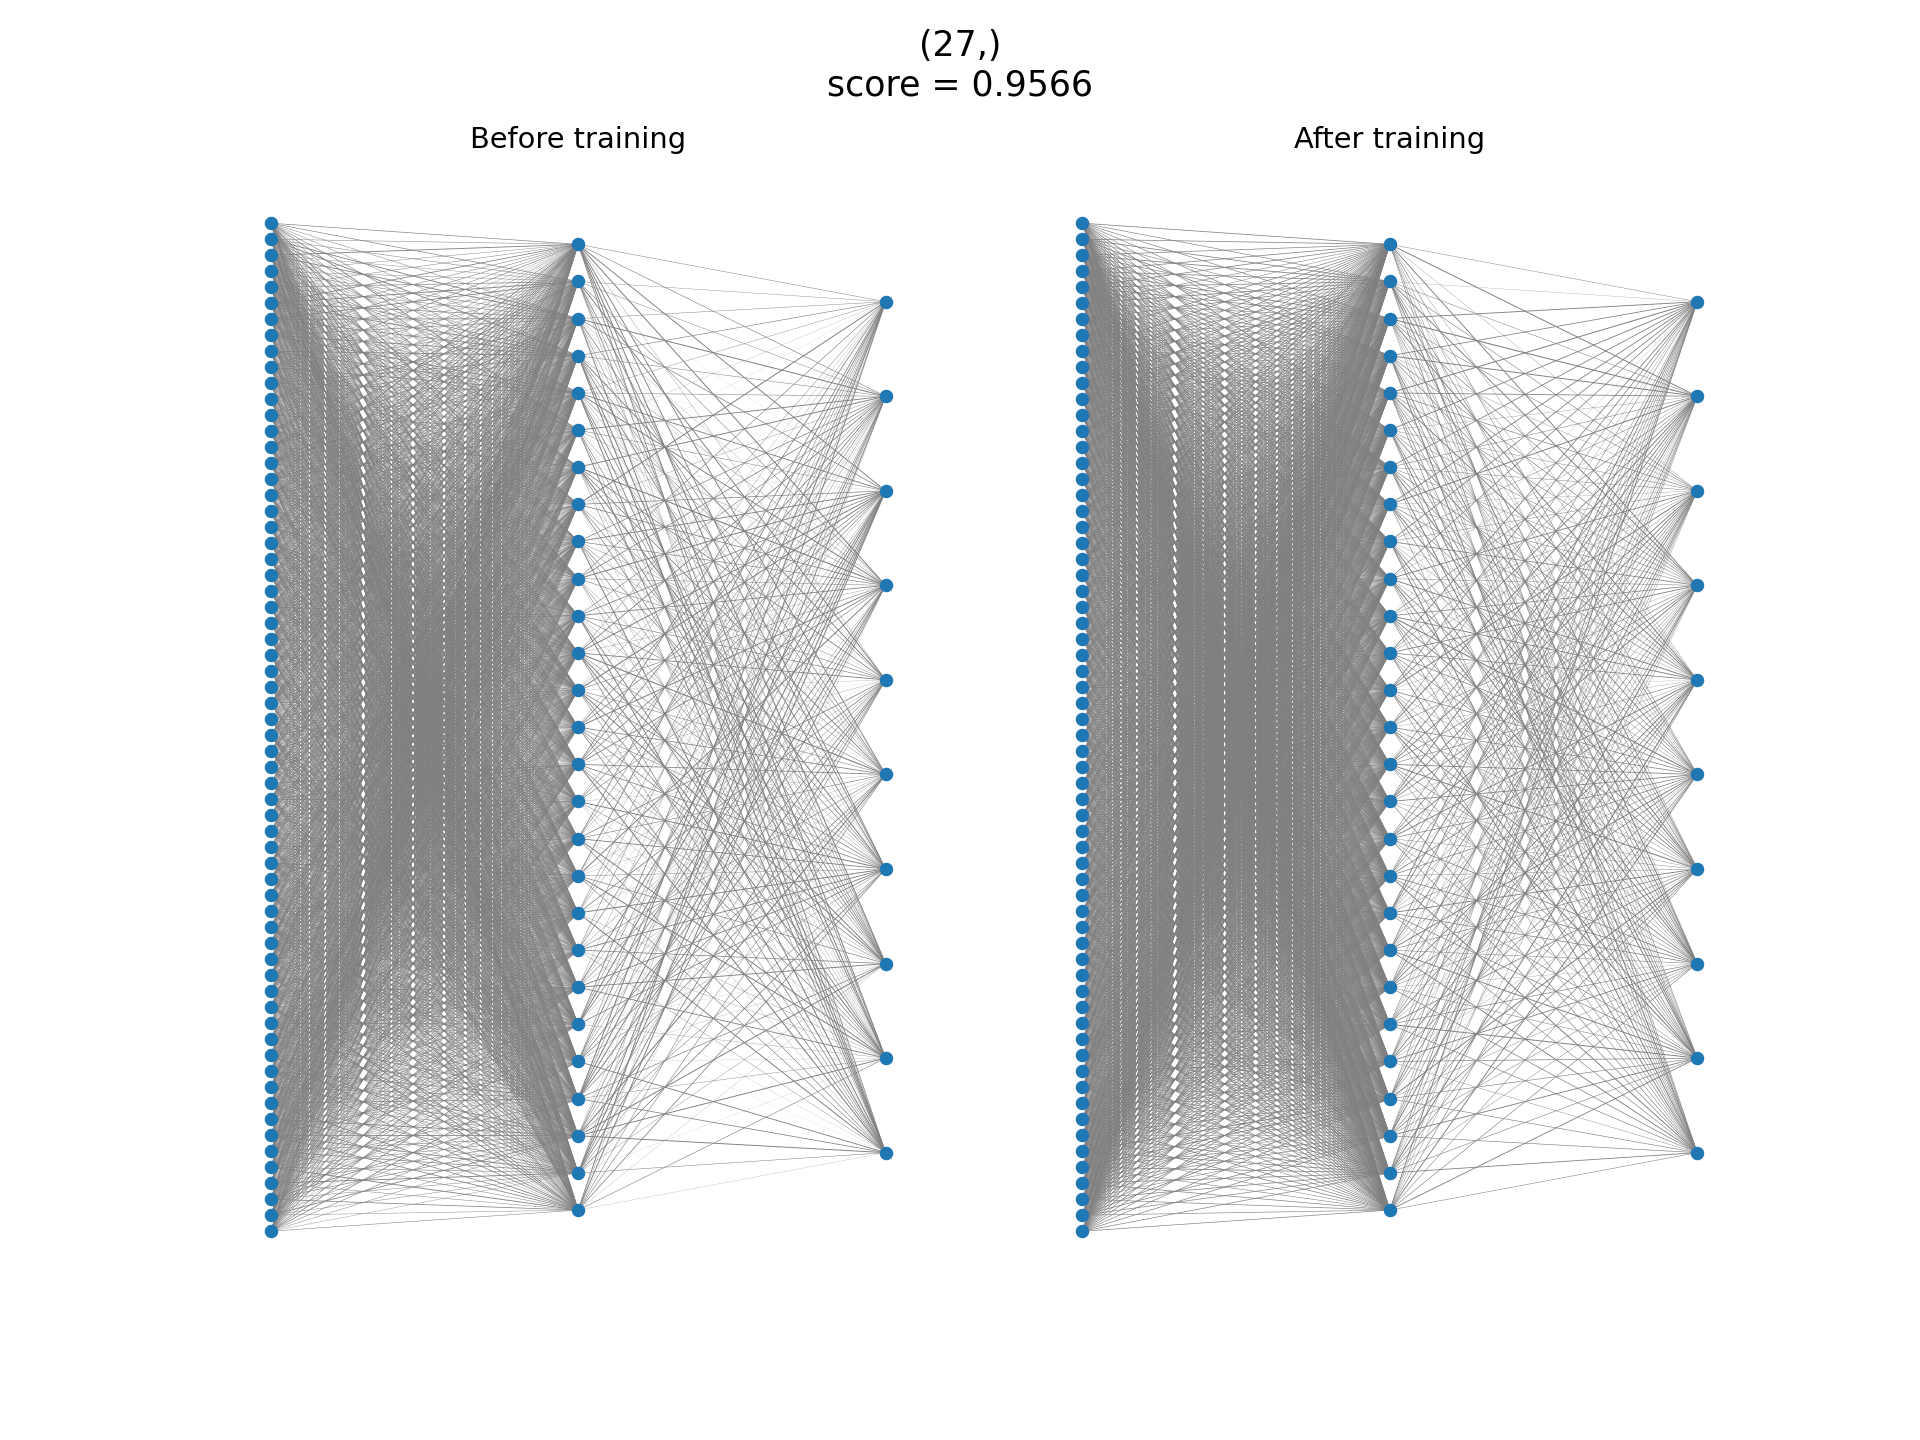 (27,)
score = 0.9566
Before training
After training